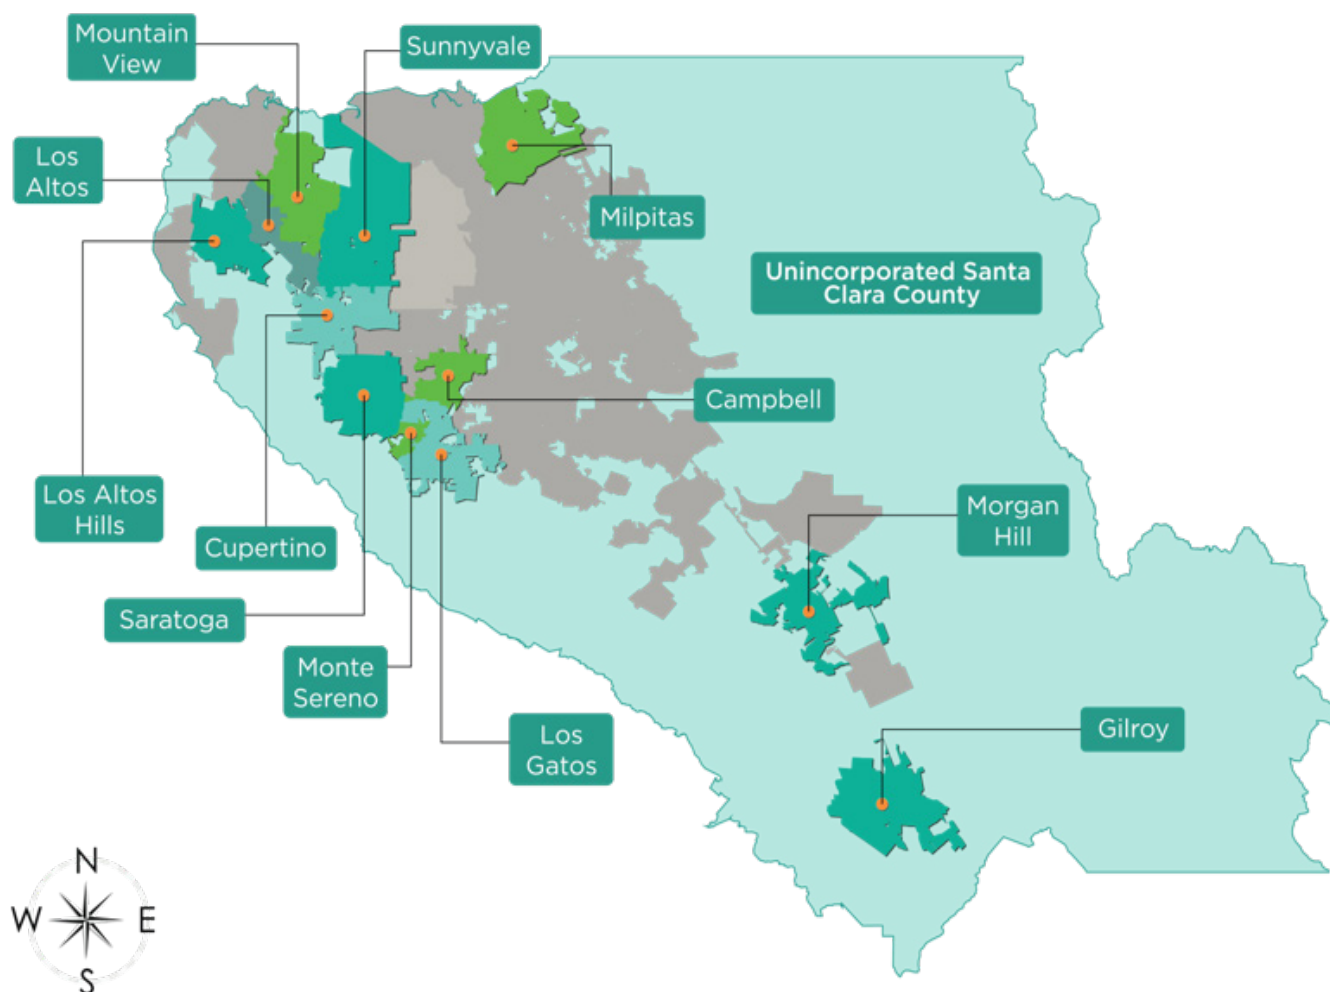 Mountain
View
Sunnyvale
Los
Altos
Milpitas
Unincorporated Santa
Clara County
Campbell
Los Altos
Hills
Cupertino
Morgan
Hill
Saratoga
Monte
Sereno
Los
Gatos
Gilroy
N
W E
S